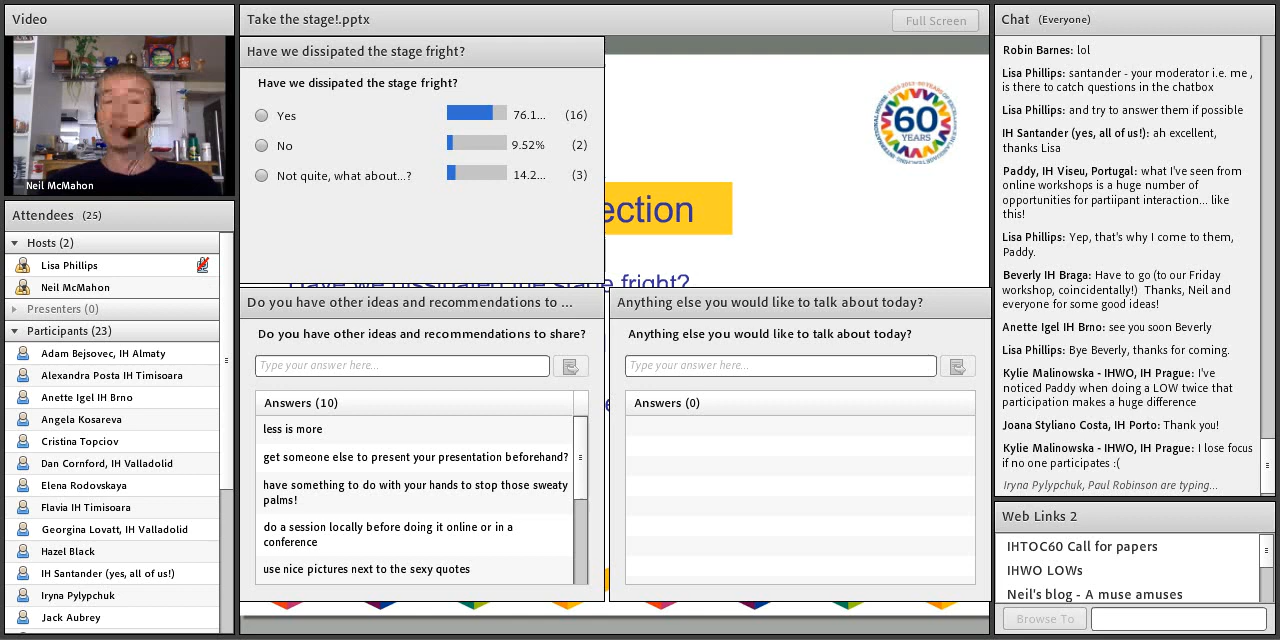 Video
Neil McMahon
Attendees (25)
Hosts (2)
Lisa Phillips
Neil McMahon
Presenters (0)
Participants (23)
Adam Bejsovec, IH Almaty
Alexandra Posta IH Timisoara
Anette Igel IH Brno
Angela Kosareva
Cristina Topciov
Dan Cornford, IH Valladolid
Elena Rodovskaya
Flavia IH Timisoara
Georgina Lovatt, IH Valladolid
Hazel Black
IH Santander (yes, all of us!)
Iryna Pylypchuk
Jack Aubrey
Take the stage!.pptx
Full Screen
60
YEARS
ection
Have we dissipated the stage fright?
Have we dissipated the stage fright?
Have we dissipated the stage fright?
Yes 76.1... (16)
No 9.52% (2)
Not quite, what about...? 14.2... (3)
Do you have other ideas and recommendations to ...
Do you have other ideas and recommendations to share?
Type your answer here...
Answers (10)
less is more
get someone else to present your presentation beforehand?
have something to do with your hands to stop those sweaty
palms!
do a session locally before doing it online or in a
conference
use nice pictures next to the sexy quotes
Anything else you would like to talk about today?
Anything else you would like to talk about today?
Type your answer here...
Answers (0)
Chat (Everyone)
Robin Barnes: lol
Lisa Phillips: santander - your moderator i.e. me ,
is there to catch questions in the chatbox
Lisa Phillips: and try to answer them if possible
IH Santander (yes, all of us!): ah excellent,
thanks Lisa
Paddy, IH Viseu, Portugal: what I've seen from
online workshops is a huge number of
opportunities for partiipant interaction... like
this!
Lisa Phillips: Yep, that's why I come to them,
Paddy.
Beverly IH Braga: Have to go (to our Friday
workshop, coincidentally!) Thanks, Neil and
everyone for some good ideas!
Anette Igel IH Brno: see you soon Beverly
Lisa Phillips: Bye Beverly, thanks for coming.
Kylie Malinowska - IHWO, IH Prague: I've
noticed Paddy when doing a LOW twice that
participation makes a huge difference
Joana Styliano Costa, IH Porto: Thank you!
Kylie Malinowska - IHWO, IH Prague: I lose focus
if no one participates :(
Iryna Pylypchuk, Paul Robinson are typing...
Web Links 2
IHTOC60 Call for papers
IHWO LOWs
Neil's blog - A muse amuses
Browse To